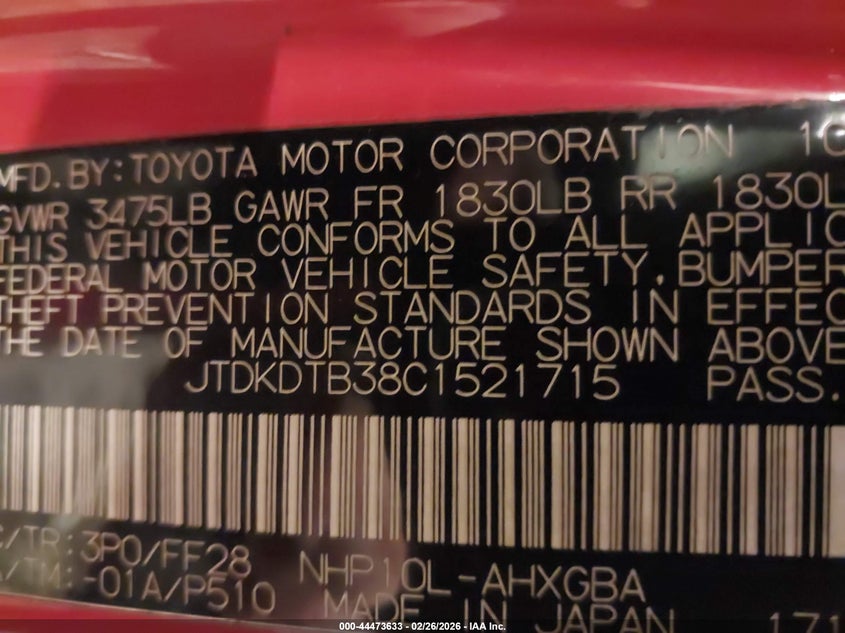 MFD. BY: TOYOTA MOTOR CORPORATION 10
GVWR 3475LB GAWR FR 1830LB RR 1830L
THIS VEHICLE CONFORMS TO ALL APPLIC
FEDERAL MOTOR VEHICLE SAFETY, BUMPER
THEFT PREVENTION STANDARDS IN EFFEC
THE DATE OF MANUFACTURE SHOWN ABOVE
JTDKDTB38C1521715 PASS.
C/TR: 3P0/FF28 NHP10L-AHXGBA
A/TM: -01A/P510 MADE IN JAPAN 171
000-44473633 - 02/26/2026 - IAA Inc.